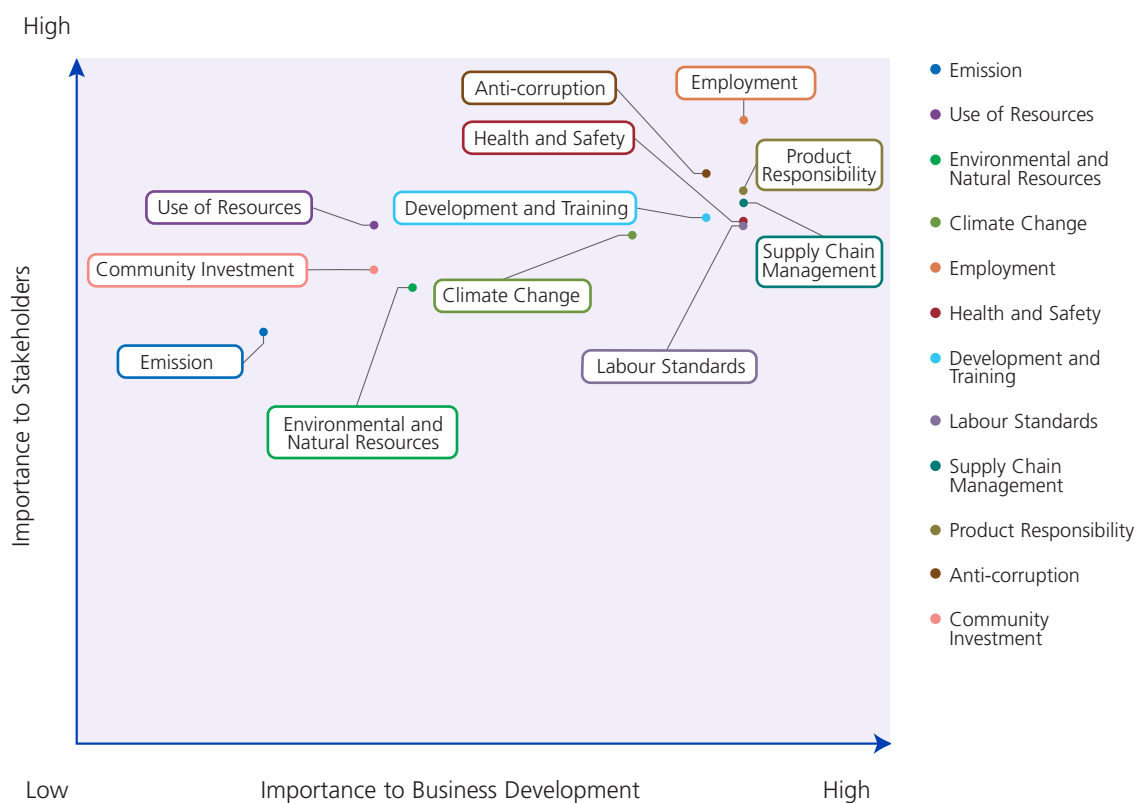 High
Anti-corruption
Employment
Health and Safety
Product
Responsibility
Use of Resources
Development and Training
Community Investment
Climate Change
Supply Chain
Management
Emission
Labour Standards
Environmental and
Natural Resources
Importance to Stakeholders
Low
Importance to Business Development
High
Emission
Use of Resources
Environmental and
Natural Resources
Climate Change
Employment
Health and Safety
Development and
Training
Labour Standards
Supply Chain
Management
Product Responsibility
Anti-corruption
Community
Investment